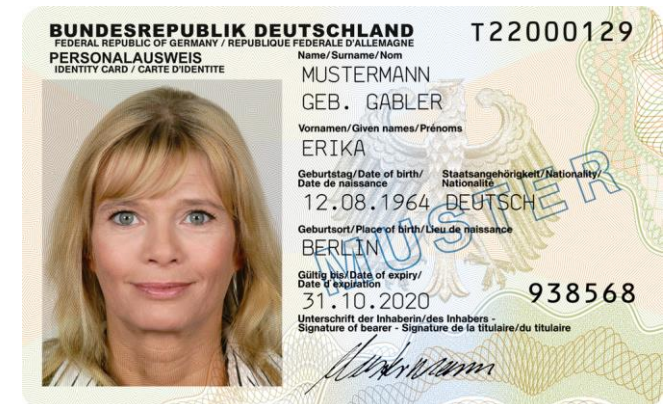 BUNDESREPUBLIK DEUTSCHLAND
T22000129
FEDERAL REPUBLIC OF GERMANY / REPUBLIQUE FEDERALE D'ALLEMAGNE
PERSONALAUSWEIS
IDENTITY CARD / CARTE D'IDENTITE
Name/Surname/Nom
MUSTERMANN
GEB. GABLER
Vornamen/Given names/Prénoms
ERIKA
Geburtstag/Date of birth/
Date de naissance
Staatsangehörigkeit/Nationality/
Nationalité
12.08.1964 DEUTSCH
Geburtsort/Place of birth/Lieu de naissance
BERLIN
MUSTER
Gültig bis/Date of expiry/
Date d'expiration
31.10.2020
938568
Unterschrift der Inhaberin/des Inhabers -
Signature of bearer - Signature de la titulaire/du titulaire
Mustermann